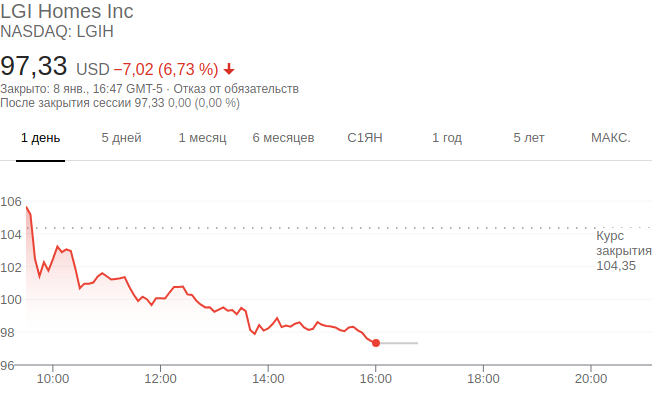 LGI Homes Inc
NASDAQ: LGIH
97,33 USD −7,02 (6,73 %)
Закрыто: 8 янв., 16:47 GMT-5 · Отказ от обязательств
После закрытия сессии 97,33 0,00 (0,00 %)
1 день 5 дней 1 месяц 6 месяцев С1ЯН 1 год 5 лет МАКС.
106
104
102
100
98
96
Курс
закрытия
104,35
10:00 12:00 14:00 16:00 18:00 20:00